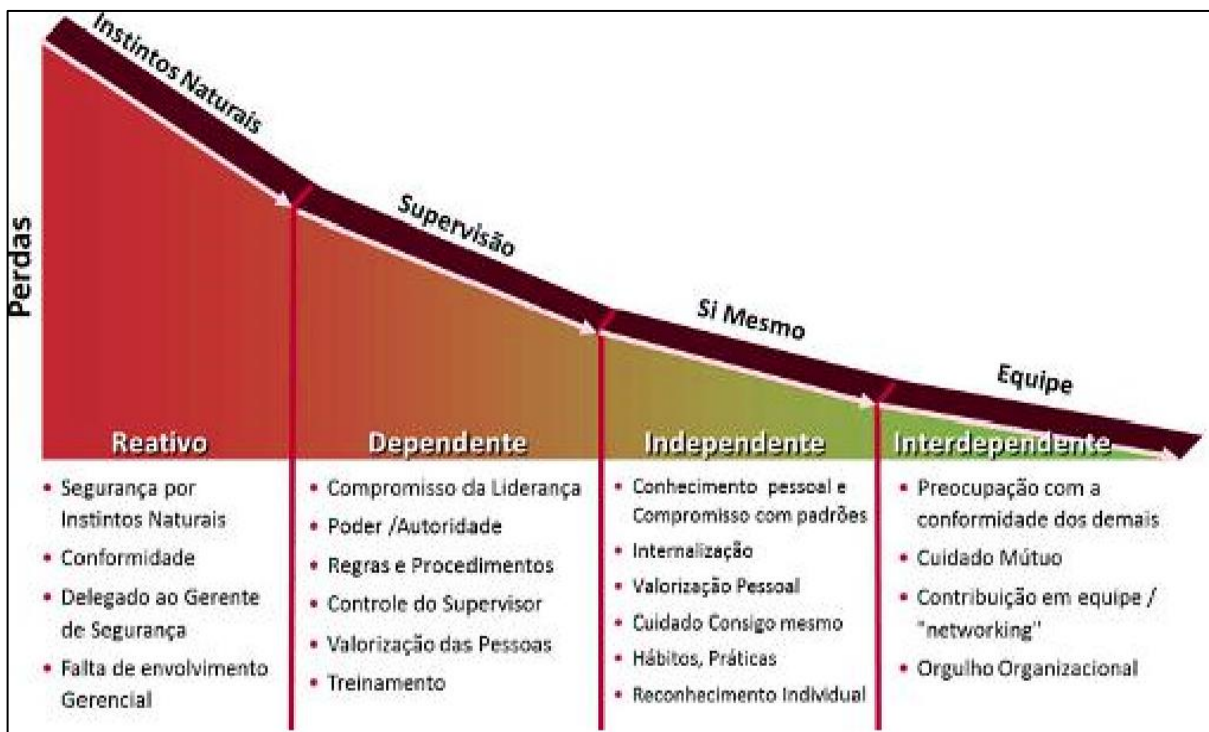 Perdas
Instintos Naturais
Supervisão
Si Mesmo
Equipe
Reativo
• Segurança por
Instintos Naturais
• Conformidade
• Delegado ao Gerente
de Segurança
• Falta de envolvimento
Gerencial
Dependente
• Compromisso da Liderança
• Poder /Autoridade
• Regras e Procedimentos
• Controle do Supervisor
• Valorização das Pessoas
• Treinamento
Independente
• Conhecimento pessoal e
Compromisso com padrões
• Internalização
• Valorização Pessoal
• Cuidado Consigo mesmo
• Hábitos, Práticas
• Reconhecimento Individual
Interdependente
• Preocupação com a
conformidade dos demais
• Cuidado Mútuo
• Contribuição em equipe /
"networking"
• Orgulho Organizacional